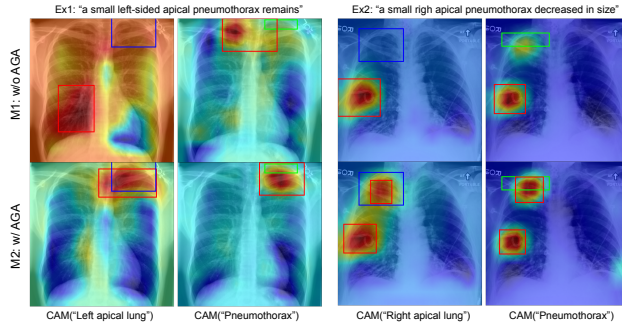 Ex1: "a small left-sided apical pneumothorax remains"
Ex2: "a small righ apical pneumothorax decreased in size"
M1: w/o AGA
M2: w/ AGA
CAM("Left apical lung")
CAM("Pneumothorax")
CAM("Right apical lung")
CAM("Pneumothorax")